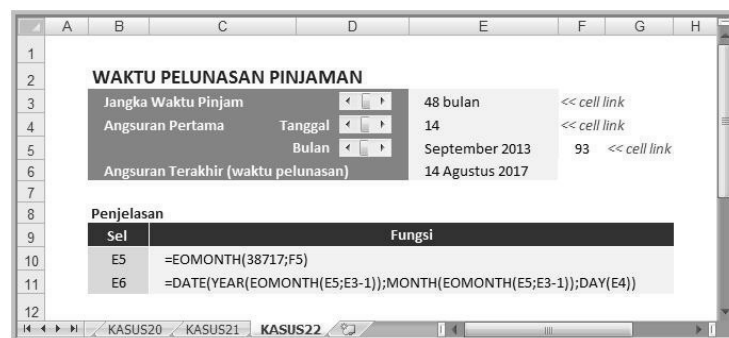 A B C D E F G H
1
2 WAKTU PELUNASAN PINJAMAN
3 Jangka Waktu Pinjam 48 bulan << cell link
4 Angsuran Pertama Tanggal 14 << cell link
5 Bulan September 2013 93 << cell link
6 Angsuran Terakhir (waktu pelunasan) 14 Agustus 2017
7
8 Penjelasan
9 Sel Fungsi
10 E5 =EOMONTH(38717;F5)
11 E6 =DATE(YEAR(EOMONTH(E5;E3-1));MONTH(EOMONTH(E5;E3-1));DAY(E4))
12
KASUS20 KASUS21 KASUS22